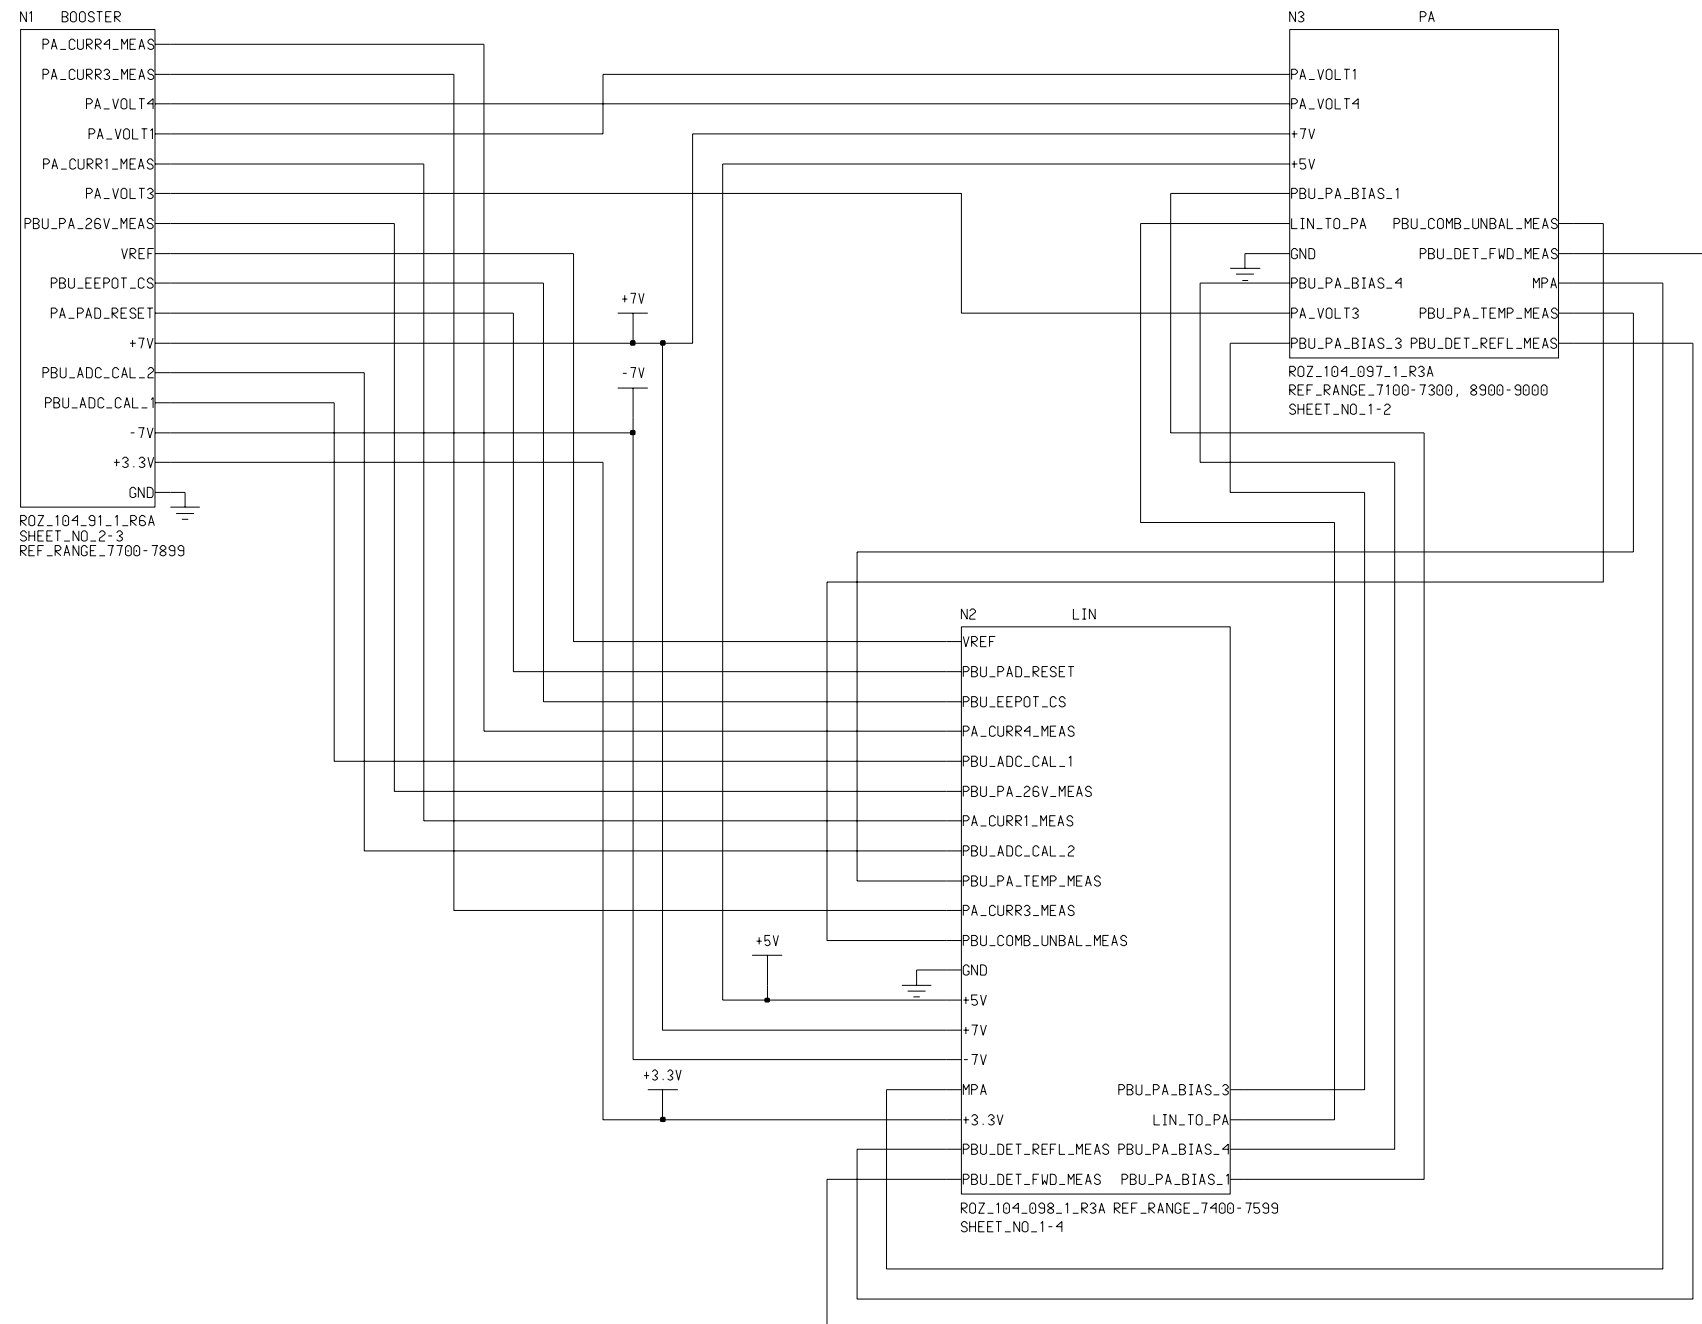 N1 BOOSTER
PA_CURR4_MEAS
PA_CURR3_MEAS
PA_VOLT4
PA_VOLT1
PA_CURR1_MEAS
PA_VOLT3
PBU_PA_26V_MEAS
VREF
PBU_EEPOT_CS
PA_PAD_RESET
+7V
PBU_ADC_CAL_2
PBU_ADC_CAL_1
-7V
+3.3V
GND
ROZ_104_91_1_R6A
SHEET_NO_2-3
REF_RANGE_7700-7899
+7V
-7V
N3 PA
PA_VOLT1
PA_VOLT4
+7V
+5V
PBU_PA_BIAS_1
LIN_TO_PA PBU_COMB_UNBAL_MEAS
GND PBU_DET_FWD_MEAS
PBU_PA_BIAS_4 MPA
PA_VOLT3 PBU_PA_TEMP_MEAS
PBU_PA_BIAS_3 PBU_DET_REFL_MEAS
ROZ_104_097_1_R3A
REF_RANGE_7100-7300, 8900-9000
SHEET_NO_1-2
N2 LIN
VREF
PBU_PAD_RESET
PBU_EEPOT_CS
PA_CURR4_MEAS
PBU_ADC_CAL_1
PBU_PA_26V_MEAS
PA_CURR1_MEAS
PBU_ADC_CAL_2
PBU_PA_TEMP_MEAS
PA_CURR3_MEAS
PBU_COMB_UNBAL_MEAS
+5V
GND
+5V
+7V
-7V
+3.3V
MPA PBU_PA_BIAS_3
+3.3V LIN_TO_PA
PBU_DET_REFL_MEAS PBU_PA_BIAS_4
PBU_DET_FWD_MEAS PBU_PA_BIAS_1
ROZ_104_098_1_R3A REF_RANGE_7400-7599
SHEET_NO_1-4